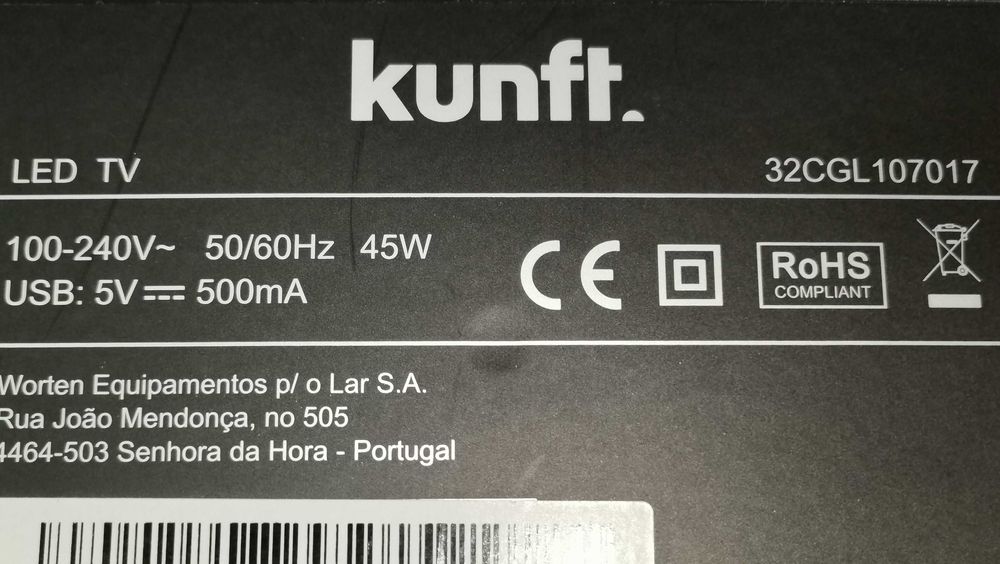 kunft.
LED TV 32CGL107017
100-240V~ 50/60Hz 45W
USB: 5V⎓500mA
CE
RoHS
COMPLIANT
Worten Equipamentos p/ o Lar S.A.
Rua João Mendonça, no 505
4464-503 Senhora da Hora - Portugal